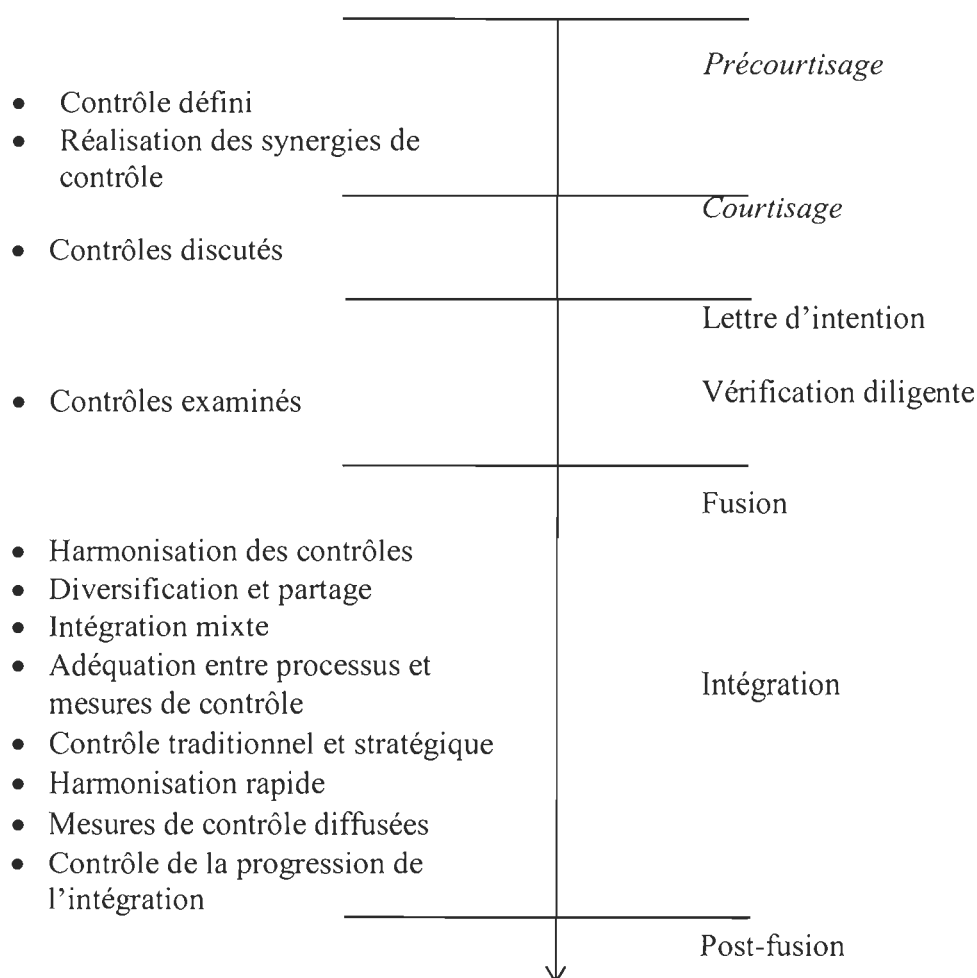 Précourtisage
• Contrôle défini
• Réalisation des synergies de
contrôle
Courtisage
• Contrôles discutés
Lettre d’intention
Vérification diligente
• Contrôles examinés
Fusion
• Harmonisation des contrôles
• Diversification et partage
• Intégration mixte
• Adéquation entre processus et
mesures de contrôle
Intégration
• Contrôle traditionnel et stratégique
• Harmonisation rapide
• Mesures de contrôle diffusées
• Contrôle de la progression de
l’intégration
Post-fusion